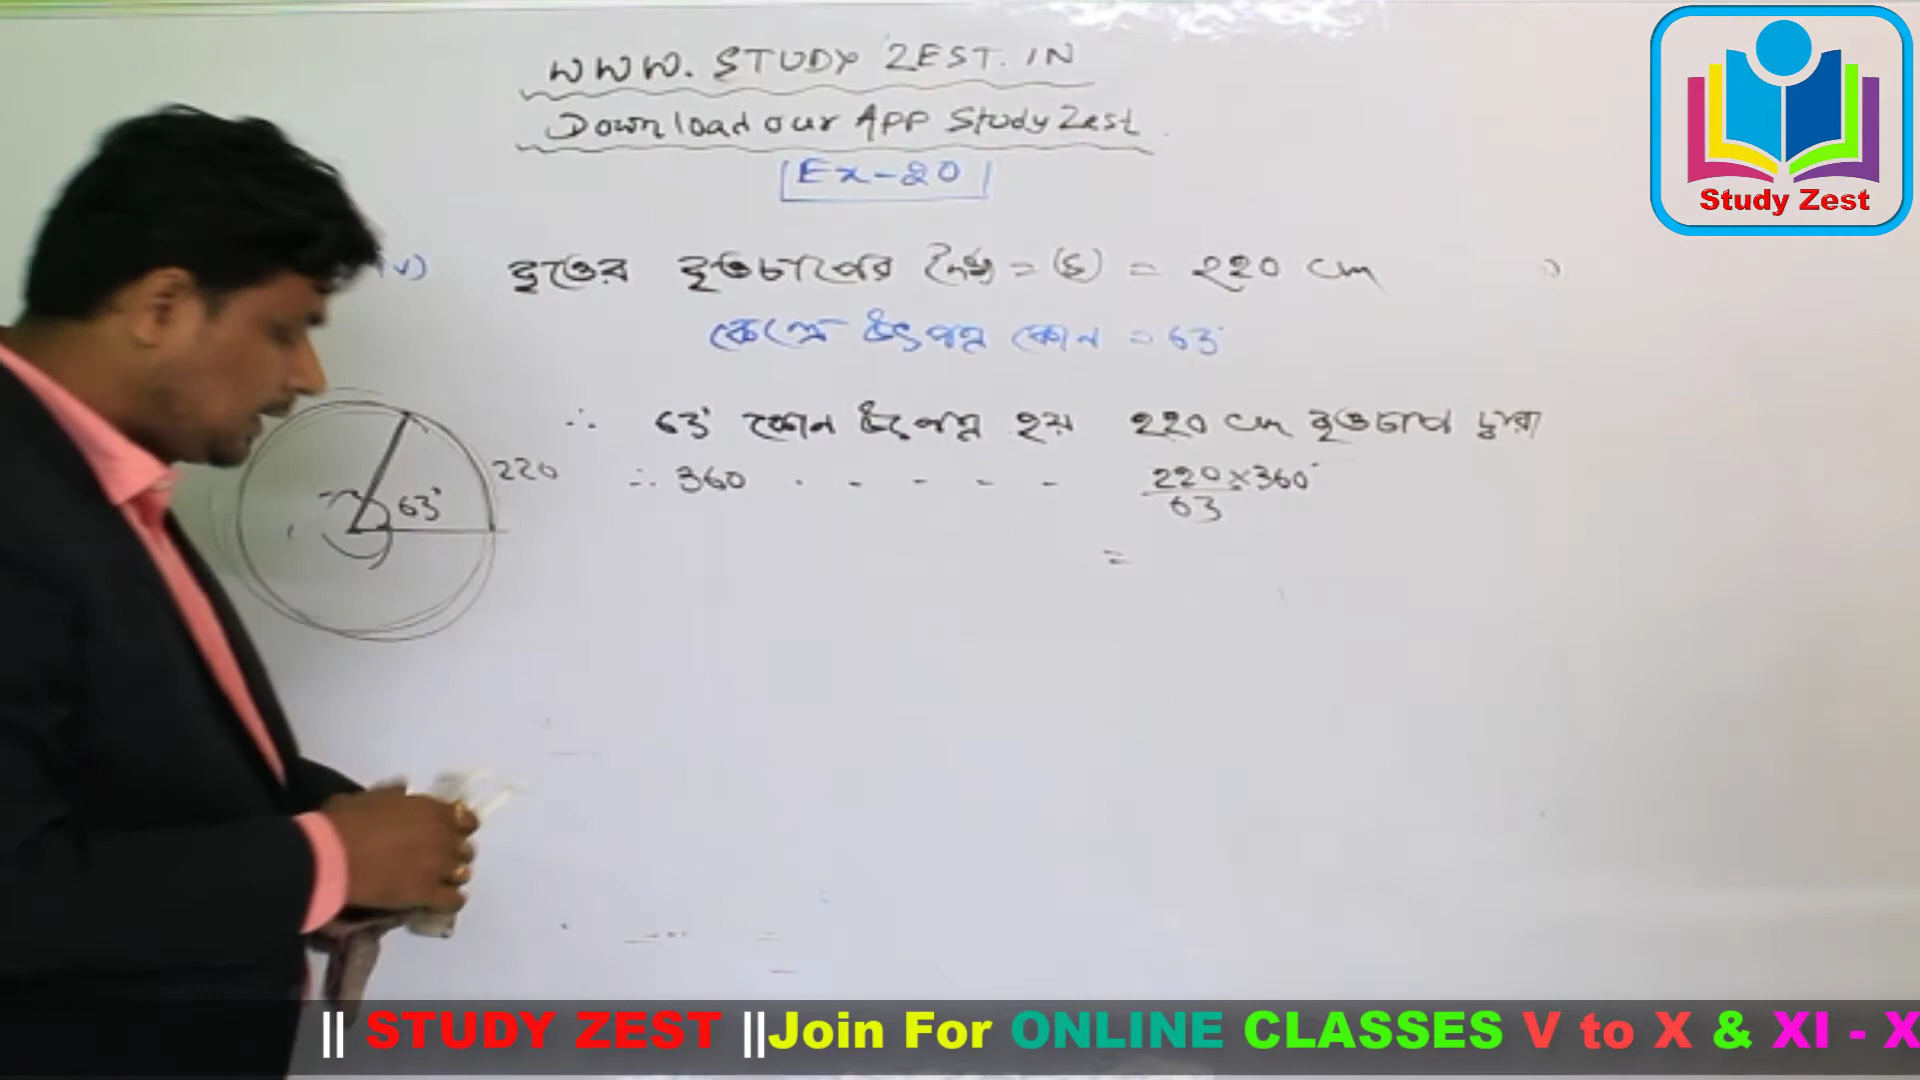 WWW. STUDY ZEST. IN
Download our APP Study Zest
Ex-20
v) বৃত্তের বৃত্তচাপের দৈর্ঘ্য = (s) = 220 cm
কেন্দ্রে উৎপন্ন কোন = 63°
∴ 63° কোন উৎপন্ন হয় 220 cm বৃত্তচাপ দ্বারা
∴ 360 . - - - - 220×360°
63
=
220
63°
Study Zest
|| STUDY ZEST ||Join For ONLINE CLASSES V to X & XI - X